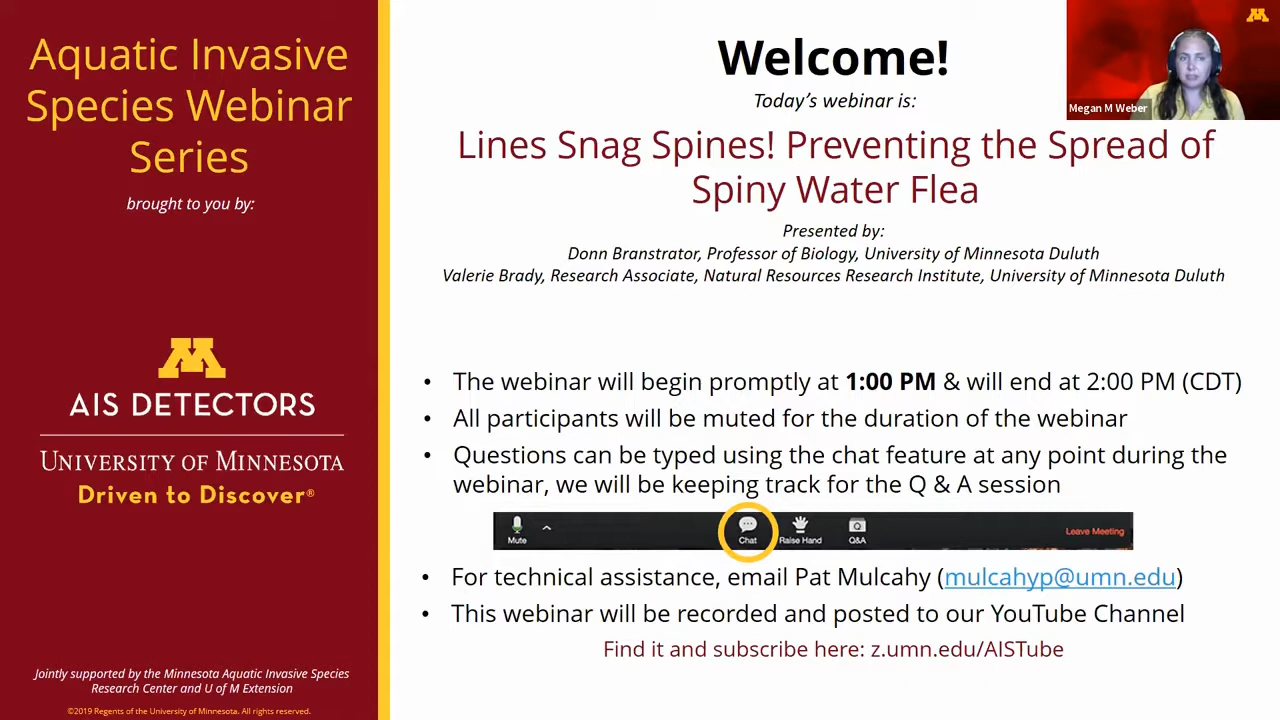 Aquatic Invasive
Species Webinar
Series
brought to you by:
AIS DETECTORS
UNIVERSITY OF MINNESOTA
Driven to Discover®
Jointly supported by the Minnesota Aquatic Invasive Species
Research Center and U of M Extension
©2019 Regents of the University of Minnesota. All rights reserved.
Welcome!
Today's webinar is:
Lines Snag Spines! Preventing the Spread of
Spiny Water Flea
Presented by:
Donn Branstrator, Professor of Biology, University of Minnesota Duluth
Valerie Brady, Research Associate, Natural Resources Research Institute, University of Minnesota Duluth
• The webinar will begin promptly at 1:00 PM & will end at 2:00 PM (CDT)
• All participants will be muted for the duration of the webinar
• Questions can be typed using the chat feature at any point during the
webinar, we will be keeping track for the Q & A session
Mute Chat Raise Hand Q&A Leave Meeting
• For technical assistance, email Pat Mulcahy (mulcahyp@umn.edu)
• This webinar will be recorded and posted to our YouTube Channel
Find it and subscribe here: z.umn.edu/AISTube
Megan M Weber